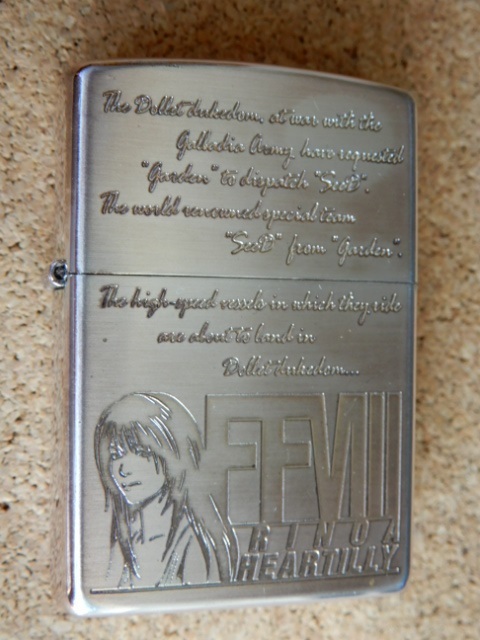 The Dollet dukedom, at war with the
Galbadia Army, have requested
"Garden" to dispatch "SeeD".
The world renouned special team
"SeeD" from "Garden".
The high-speed vessels in which they ride
are about to land in
Dollet dukedom...
FFVIII
RINOA
HEARTILLY